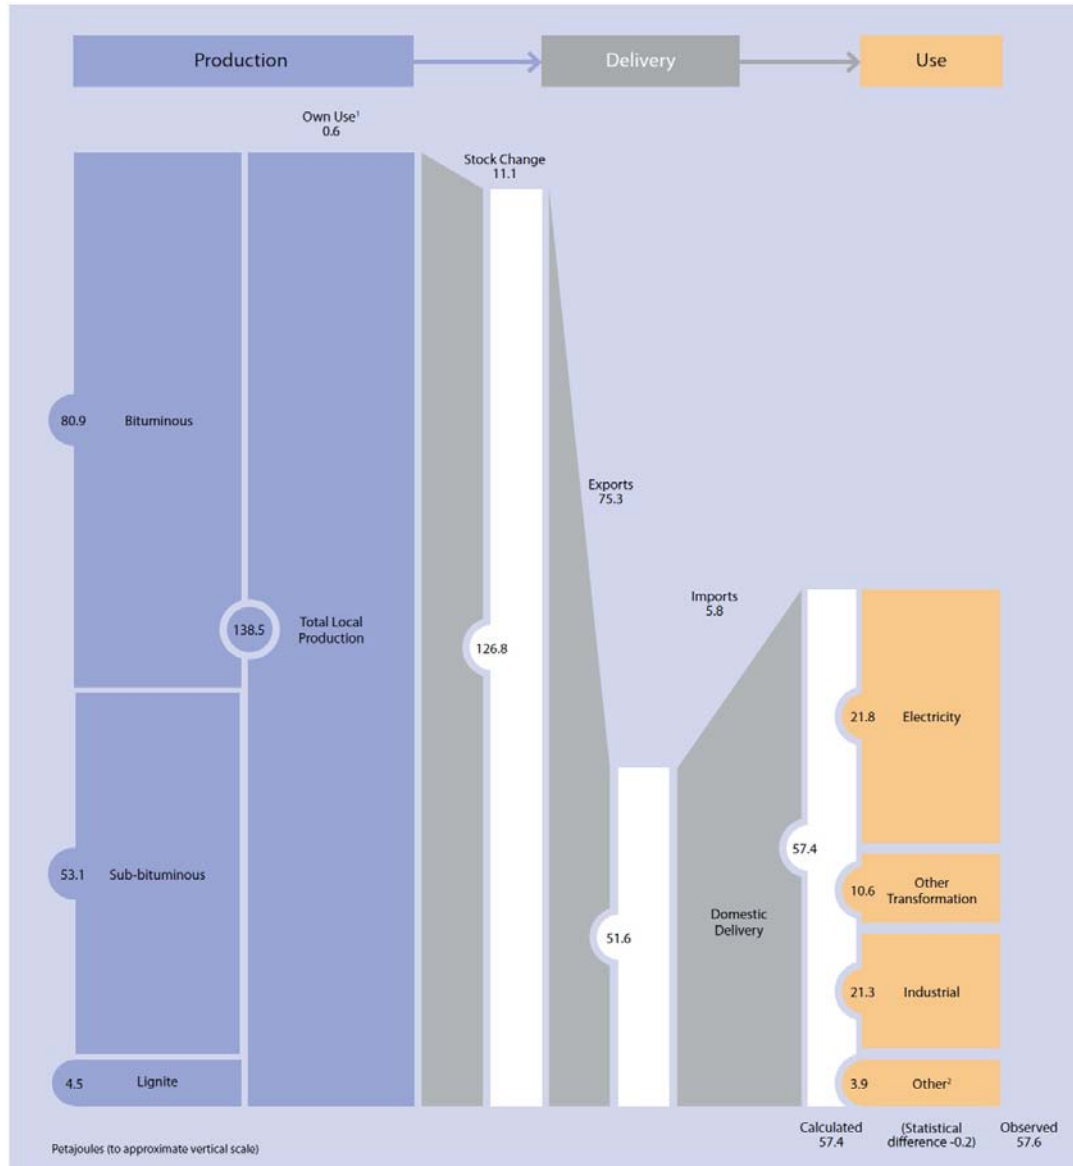 Production
Delivery
Use
Own Use¹
0.6
Stock Change
11.1
80.9
Bituminous
Exports
75.3
Imports
5.8
138.5
Total Local
Production
126.8
21.8
Electricity
57.4
53.1
Sub-bituminous
10.6
Other
Transformation
Domestic
Delivery
51.6
21.3
Industrial
4.5
Lignite
3.9
Other²
Calculated
57.4
(Statistical
difference -0.2)
Observed
57.6
Petajoules (to approximate vertical scale)